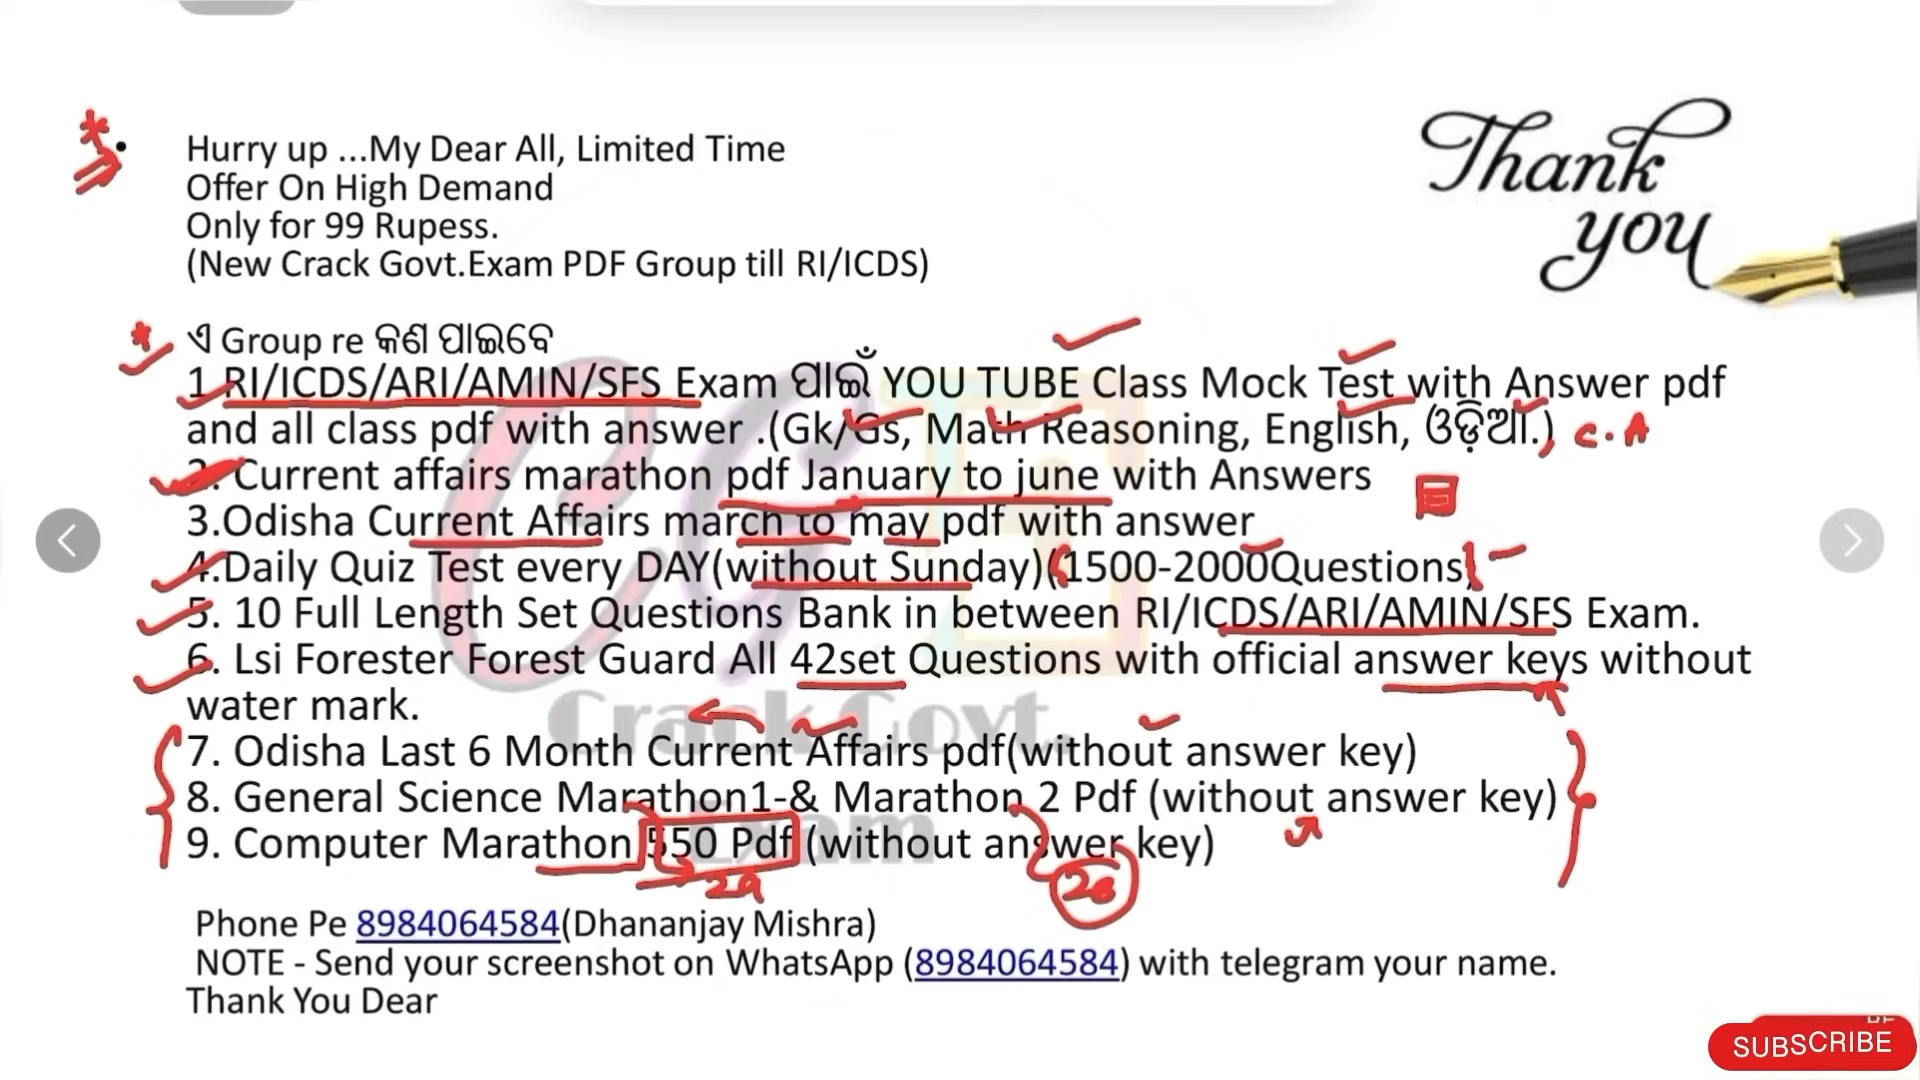 Thank
you
Hurry up ...My Dear All, Limited Time
Offer On High Demand
Only for 99 Rupess.
(New Crack Govt.Exam PDF Group till RI/ICDS)
ଏ Group re କଣ ପାଇବେ
1.RI/ICDS/ARI/AMIN/SFS Exam ପାଇଁ YOU TUBE Class Mock Test with Answer pdf
and all class pdf with answer .(Gk/Gs, Math Reasoning, English, ଓଡ଼ିଆ.), C.A
2. Current affairs marathon pdf January to june with Answers
3.Odisha Current Affairs march to may pdf with answer
4.Daily Quiz Test every DAY(without Sunday)(1500-2000Questions)
5. 10 Full Length Set Questions Bank in between RI/ICDS/ARI/AMIN/SFS Exam.
6. Lsi Forester Forest Guard All 42set Questions with official answer keys without
water mark.
7. Odisha Last 6 Month Current Affairs pdf(without answer key)
8. General Science Marathon1-& Marathon 2 Pdf (without answer key)
9. Computer Marathon 550 Pdf (without answer key)
Phone Pe 8984064584(Dhananjay Mishra)
NOTE - Send your screenshot on WhatsApp (8984064584) with telegram your name.
Thank You Dear
Crack Govt.
Exam
SUBSCRIBE